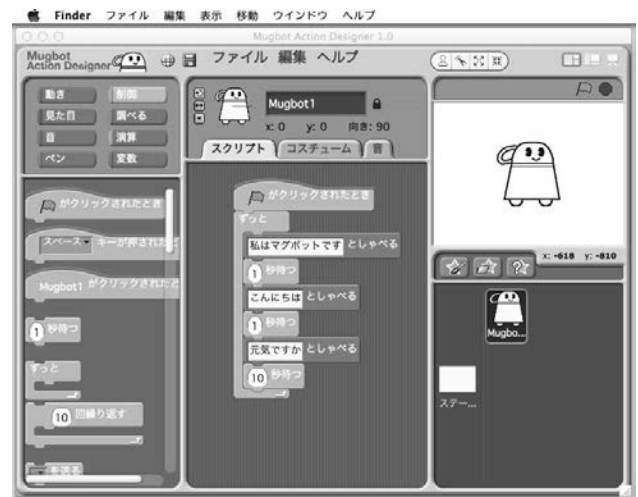 Finder ファイル 編集 表示 移動 ウインドウ ヘルプ
Mugbot Action Designer 1.0
Mugbot
Action Designer
ファイル 編集 ヘルプ
動き 制御
見た目 調べる
音 演算
ペン 変数
Mugbot1
x: 0 y: 0 向き: 90
スクリプト コスチューム 音
がクリックされたとき
スペース キーが押された
Mugbot1 がクリックされたと
1 秒待つ
ずっと
10 回繰り返す
を送る
がクリックされたとき
ずっと
私はマグボットです としゃべる
1 秒待つ
こんにちは としゃべる
1 秒待つ
元気ですか としゃべる
10 秒待つ
x: -618 y: -810
Mugbo...
ステー...